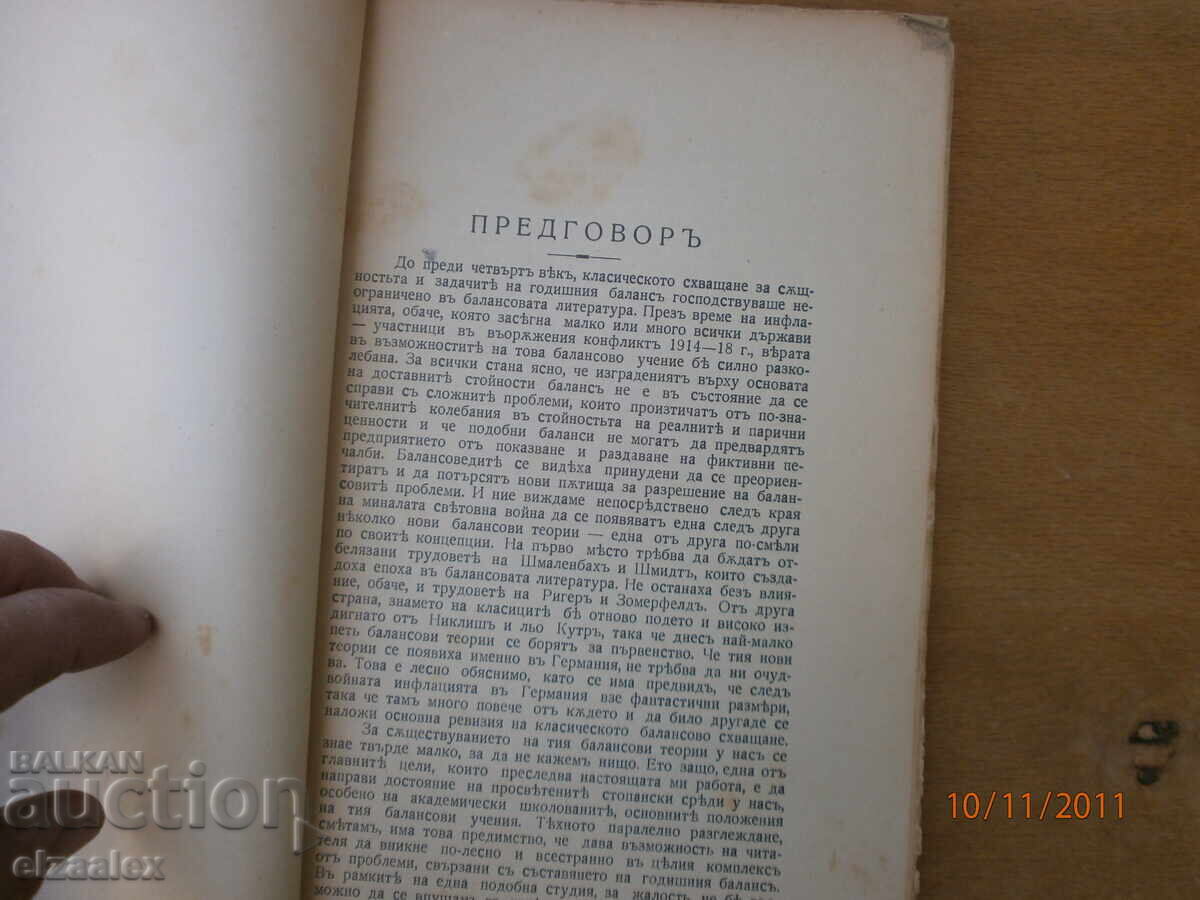 ПРЕДГОВОРЪ
До преди четвъртъ вѣкъ, класическото схващане за сѫщ-
ностьта и задачитѣ на годишния балансъ господствуваше не-
ограничено въ балансовата литература. Презъ време на инфла-
цията, обаче, която засѣгна малко или много всички държави
— участници въ въорѫжения конфликтъ 1914—18 г., вѣрата
въ възможноститѣ на това балансово учение бѣ силно разко-
лебана. За всички стана ясно, че изградениятъ върху основата
на доставнитѣ стойности балансъ не е въ състояние да се
справи съ сложнитѣ проблеми, които произтичатъ отъ по-зна-
чителнитѣ колебания въ стойностьта на реалнитѣ и парични
ценности и че подобни баланси не могатъ да предвардятъ
предприятието отъ показване и раздаване на фиктивни пе-
чалби. Балансоведитѣ се видѣха принудени да се преориен-
тиратъ и да потърсятъ нови пѫтища за разрешение на балан-
совитѣ проблеми. И ние виждаме непосрѣдствено следъ края
на миналата свѣтовна война да се появяватъ една следъ друга
нѣколко нови балансови теории — една отъ друга по-смѣли
по своитѣ концепции. На първо мѣсто трѣбва да бѫдатъ от-
белязани трудоветѣ на Шмаленбахъ и Шмидтъ, които създа-
доха епоха въ балансовата литература. Не останаха безъ влия-
ние, обаче, и трудоветѣ на Ригеръ и Зомерфелдъ. Отъ друга
страна, знамето на класицитѣ бѣ отново подето и високо из-
дигнато отъ Никлишъ и льо Кутръ, така че днесъ най-малко
петь балансови теории се борятъ за първенство. Че тия нови
теории се появиха именно въ Германия, не трѣбва да ни очуд-
ва. Това е лесно обяснимо, като се има предвидъ, че следъ
войната инфлацията въ Германия взе фантастични размѣри,
така че тамъ много повече отъ кѫдето и да било другаде се
наложи основна ревизия на класическото балансово схващане.
За сѫществуванието на тия балансови теории у насъ се
знае твърде малко, за да не кажемъ нищо. Ето защо, една отъ
главнитѣ цели, които преследва настоящата ми работа, е да
направи достояние на просвѣтенитѣ стопански срѣди у насъ,
особено на академически школованитѣ, основнитѣ положения
на тия балансови учения. Тѣхното паралелно разглеждане,
смѣтамъ, има това предимство, че дава възможность на чита-
теля да вникне по-лесно и всестранно въ цѣлия комплексъ
отъ проблеми, свързани съ съставянето на годишния балансъ.
Въ рамкитѣ на една подобна студия, за жалость, не бѣ
можно да се
10/11/2011
BALKAN
auction
elzaalex